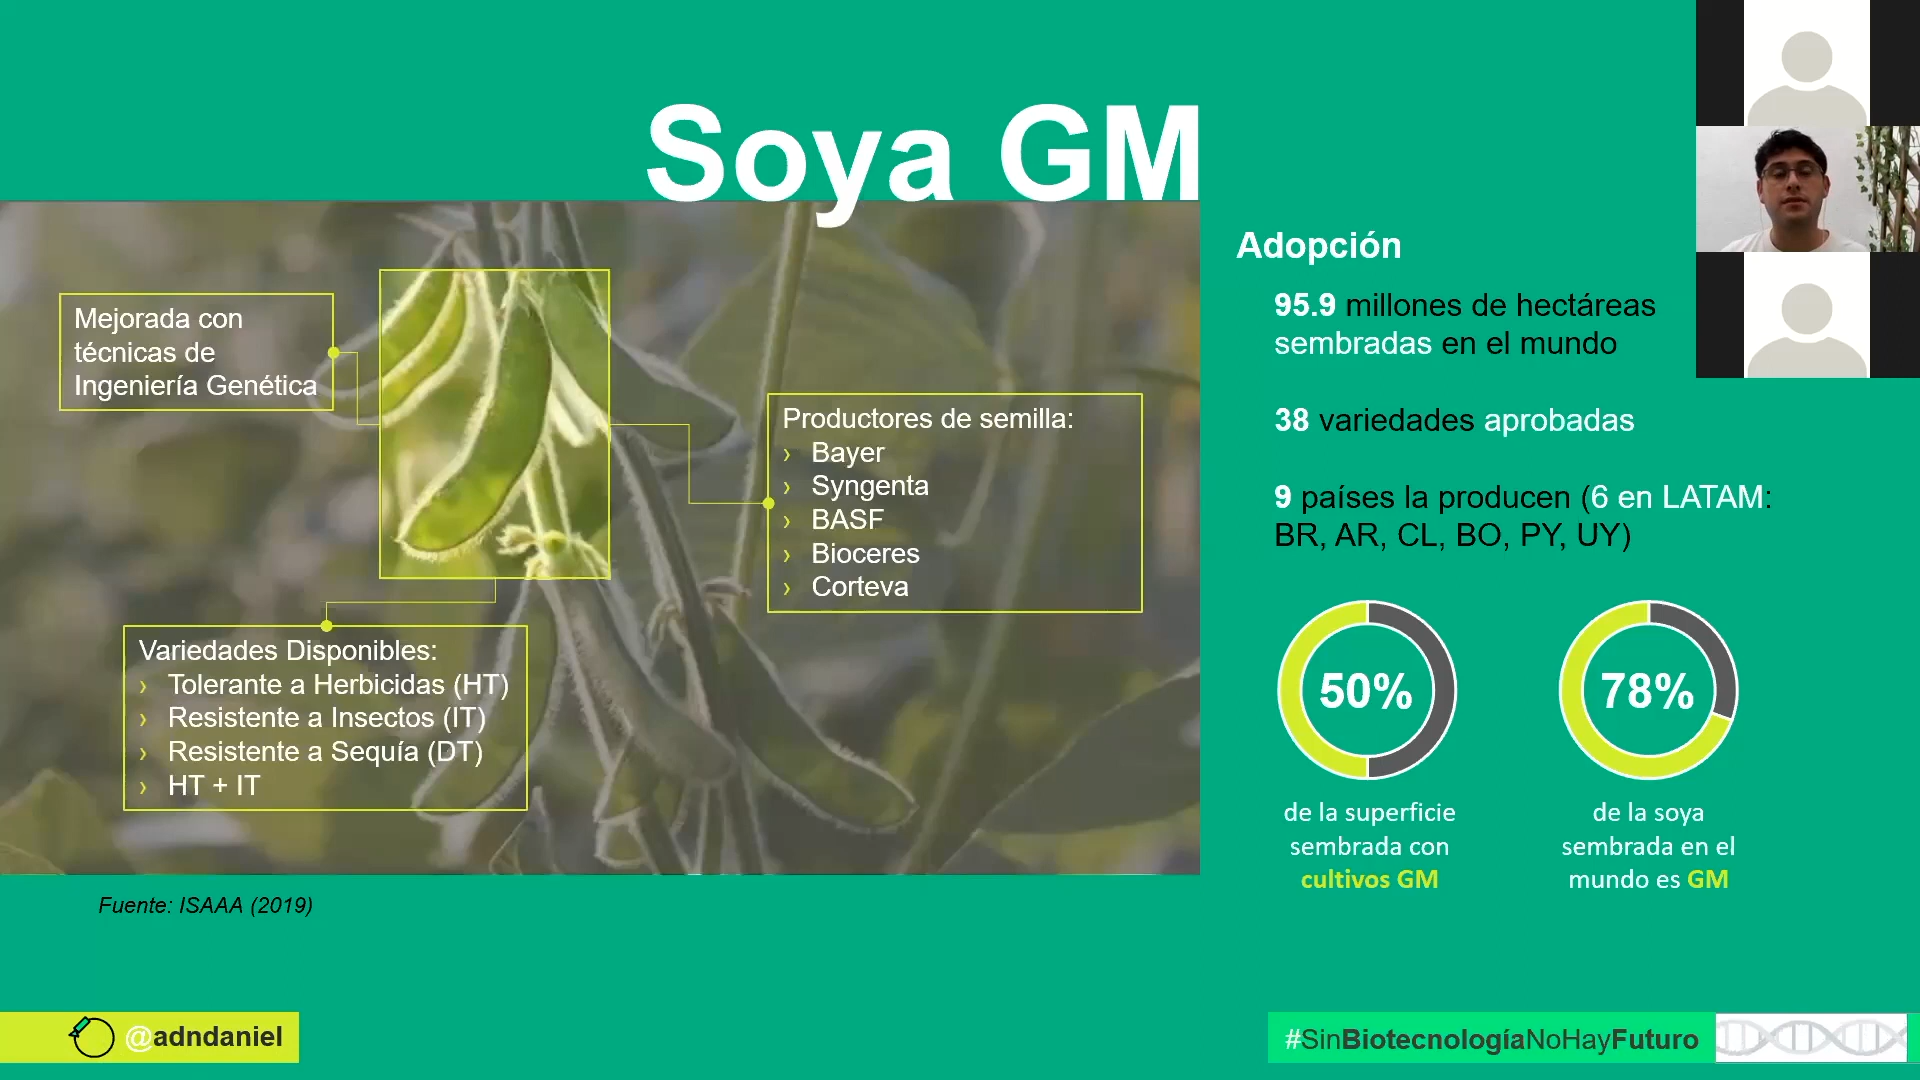 Soya GM
Mejorada con
técnicas de
Ingeniería Genética
Productores de semilla:
› Bayer
› Syngenta
› BASF
› Bioceres
› Corteva
Variedades Disponibles:
› Tolerante a Herbicidas (HT)
› Resistente a Insectos (IT)
› Resistente a Sequía (DT)
› HT + IT
Fuente: ISAAA (2019)
Adopción
95.9 millones de hectáreas
sembradas en el mundo
38 variedades aprobadas
9 países la producen (6 en LATAM:
BR, AR, CL, BO, PY, UY)
50%
de la superficie
sembrada con
cultivos GM
78%
de la soya
sembrada en el
mundo es GM
@adndaniel
#SinBiotecnologíaNoHayFuturo